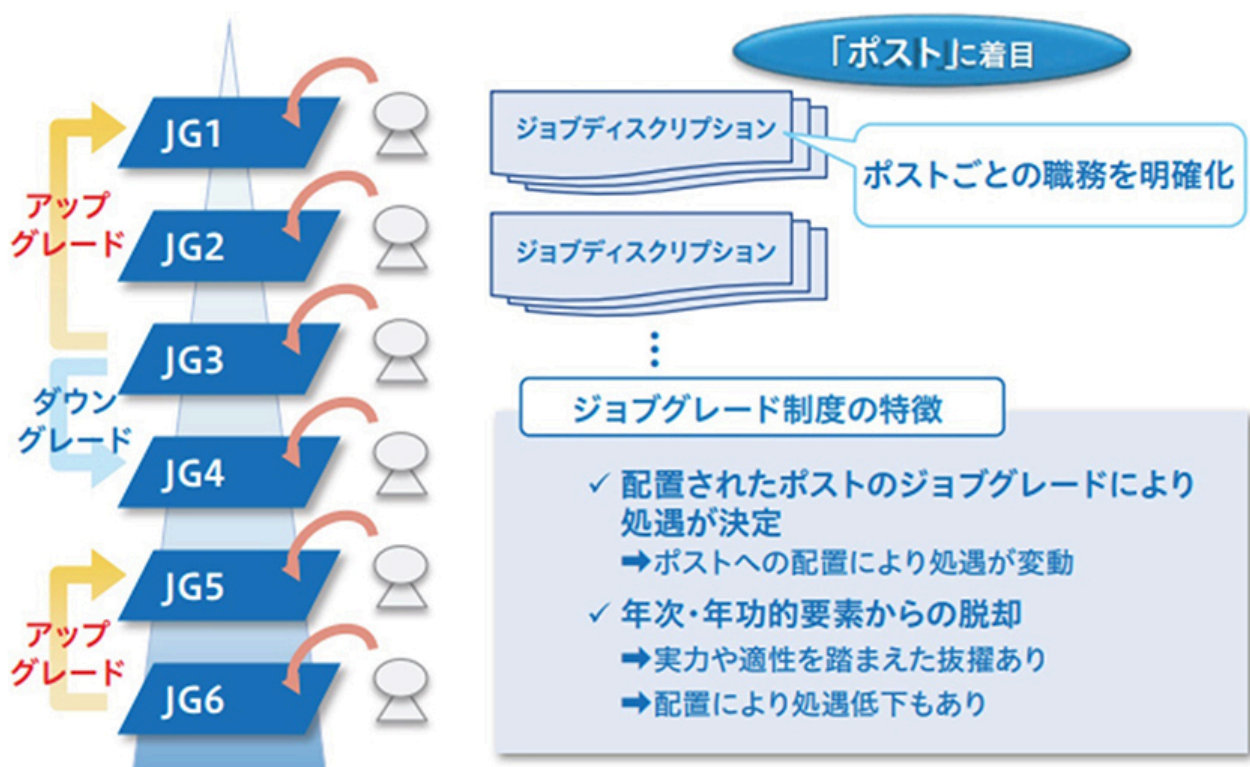 「ポスト」に着目
JG1
JG2
JG3
JG4
JG5
JG6
アップ
グレード
ダウン
グレード
アップ
グレード
ジョブディスクリプション
ポストごとの職務を明確化
ジョブディスクリプション
⋮
ジョブグレード制度の特徴
✓ 配置されたポストのジョブグレードにより
処遇が決定
➡ポストへの配置により処遇が変動
✓ 年次・年功的要素からの脱却
➡実力や適性を踏まえた抜擢あり
➡配置により処遇低下もあり